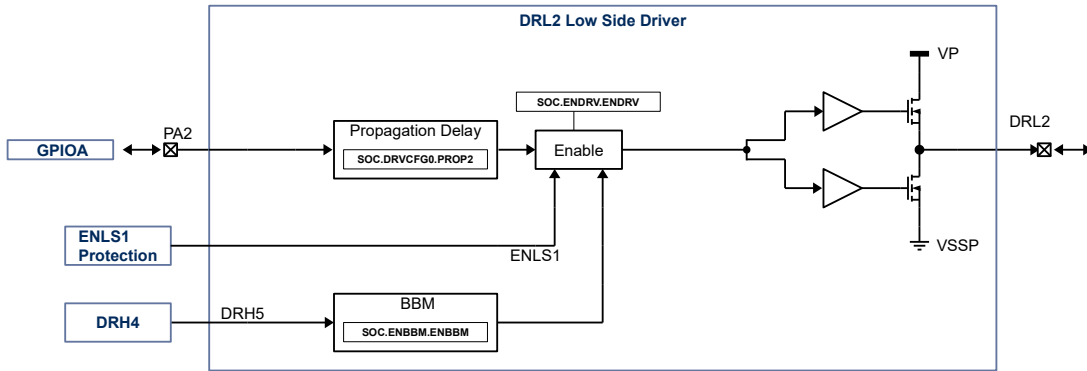 DRL2 Low Side Driver
VP
SOC.ENDRV.ENDRV
GPIOA
PA2
Propagation Delay
SOC.DRVCFG0.PROP2
Enable
DRL2
ENLS1
Protection
ENLS1
VSSP
DRH4
DRH5
BBM
SOC.ENBBM.ENBBM